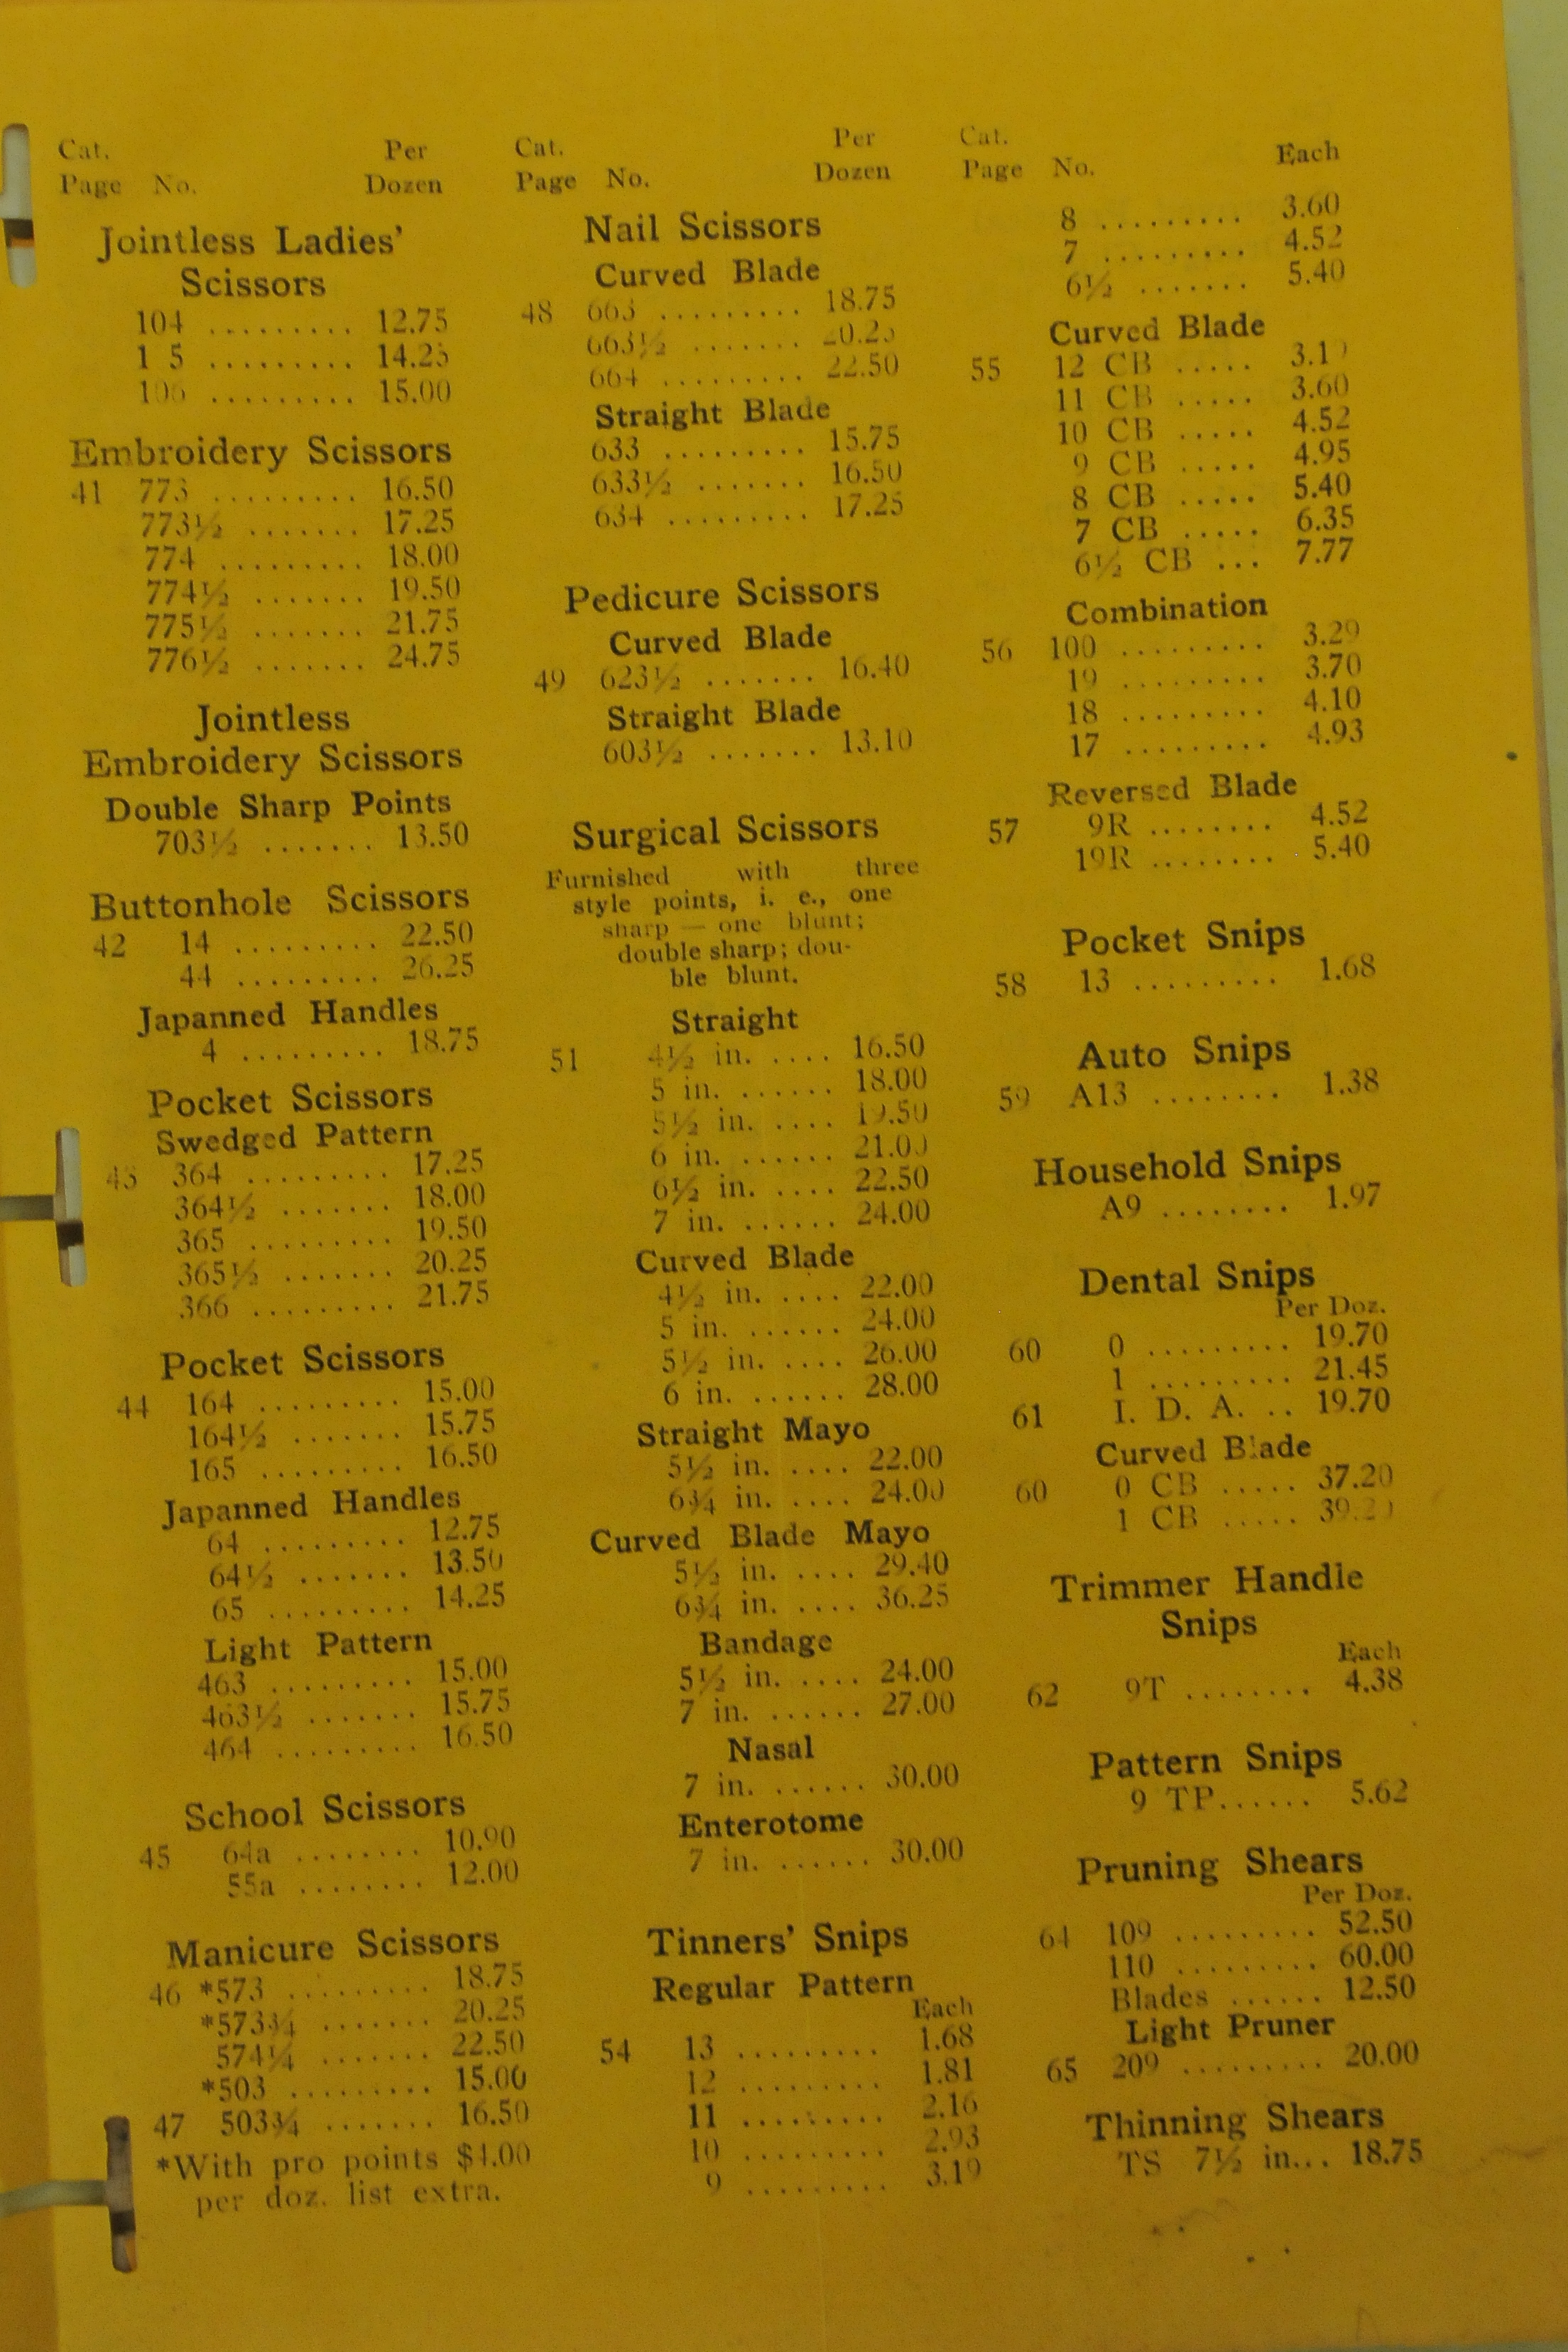 Cat. Per
Page No. Dozen
Jointless Ladies'
Scissors
104 ......... 12.75
1 5 ......... 14.25
106 ......... 15.00
Embroidery Scissors
41 773 ......... 16.50
773½ ....... 17.25
774 ......... 18.00
774½ ....... 19.50
775½ ....... 21.75
776½ ....... 24.75
Jointless
Embroidery Scissors
Double Sharp Points
703½ ....... 13.50
Buttonhole Scissors
42 14 ......... 22.50
44 ......... 26.25
Japanned Handles
4 ......... 18.75
Pocket Scissors
Swedged Pattern
43 364 ......... 17.25
364½ ....... 18.00
365 ......... 19.50
365½ ....... 20.25
366 ......... 21.75
Pocket Scissors
44 164 ......... 15.00
164½ ....... 15.75
165 ......... 16.50
Japanned Handles
64 ......... 12.75
64½ ....... 13.50
65 ......... 14.25
Light Pattern
463 ......... 15.00
463½ ....... 15.75
464 ......... 16.50
School Scissors
45 64a ........ 10.90
55a ........ 12.00
Manicure Scissors
46 *573 ......... 18.75
*573¾ ....... 20.25
574¼ ....... 22.50
*503 ......... 15.00
47 503¾ ....... 16.50
*With pro points $4.00
per doz. list extra.
Cat. Per
Page No. Dozen
Nail Scissors
Curved Blade
48 663 ......... 18.75
663½ ....... 20.25
664 ......... 22.50
Straight Blade
633 ......... 15.75
633½ ....... 16.50
634 ......... 17.25
Pedicure Scissors
Curved Blade
49 623½ ....... 16.40
Straight Blade
603½ ....... 13.10
Surgical Scissors
Furnished with three
style points, i. e., one
sharp — one blunt;
double sharp; dou-
ble blunt.
Straight
51 4½ in. .... 16.50
5 in. ...... 18.00
5½ in. .... 19.50
6 in. ...... 21.00
6½ in. .... 22.50
7 in. ...... 24.00
Curved Blade
4½ in. .... 22.00
5 in. ...... 24.00
5½ in. .... 26.00
6 in. ...... 28.00
Straight Mayo
5½ in. .... 22.00
6¾ in. .... 24.00
Curved Blade Mayo
5½ in. .... 29.40
6¾ in. .... 36.25
Bandage
5½ in. .... 24.00
7 in. ...... 27.00
Nasal
7 in. ...... 30.00
Enterotome
7 in. ...... 30.00
Tinners' Snips
Regular Pattern
Each
54 13 ......... 1.68
12 ......... 1.81
11 ......... 2.16
10 ......... 2.93
9 ......... 3.19
Cat.
Page No. Each
8 ......... 3.60
7 ......... 4.52
6½ ....... 5.40
Curved Blade
55 12 CB .....
11 CB ..... 3.60
10 CB ..... 4.52
9 CB ..... 4.95
8 CB ..... 5.40
7 CB ..... 6.35
6½ CB ... 7.77
Combination
56 100 ......... 3.29
19 ......... 3.70
18 ......... 4.10
17 ......... 4.93
Reversed Blade
57 9R ........ 4.52
19R ........ 5.40
Pocket Snips
58 13 ......... 1.68
Auto Snips
59 A13 ........ 1.38
Household Snips
A9 ........ 1.97
Dental Snips
Per Doz.
60 0 ......... 19.70
1 ......... 21.45
61 I. D. A. .. 19.70
Curved Blade
60 0 CB ..... 37.20
1 CB ..... 39.20
Trimmer Handle
Snips
Each
62 9T ........ 4.38
Pattern Snips
9 TP...... 5.62
Pruning Shears
Per Doz.
64 109 ......... 52.50
110 ......... 60.00
Blades ...... 12.50
Light Pruner
65 209 ......... 20.00
Thinning Shears
TS 7½ in... 18.75